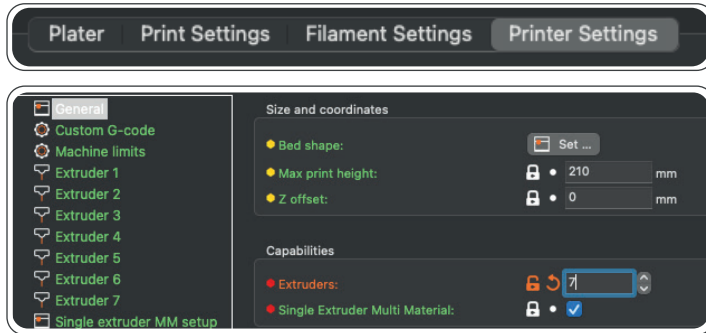 Plater Print Settings Filament Settings Printer Settings
General
Custom G-code
Machine limits
Extruder 1
Extruder 2
Extruder 3
Extruder 4
Extruder 5
Extruder 6
Extruder 7
Single extruder MM setup
Size and coordinates
Bed shape: Set ...
Max print height: 210 mm
Z offset: 0 mm
Capabilities
Extruders: 7
Single Extruder Multi Material: